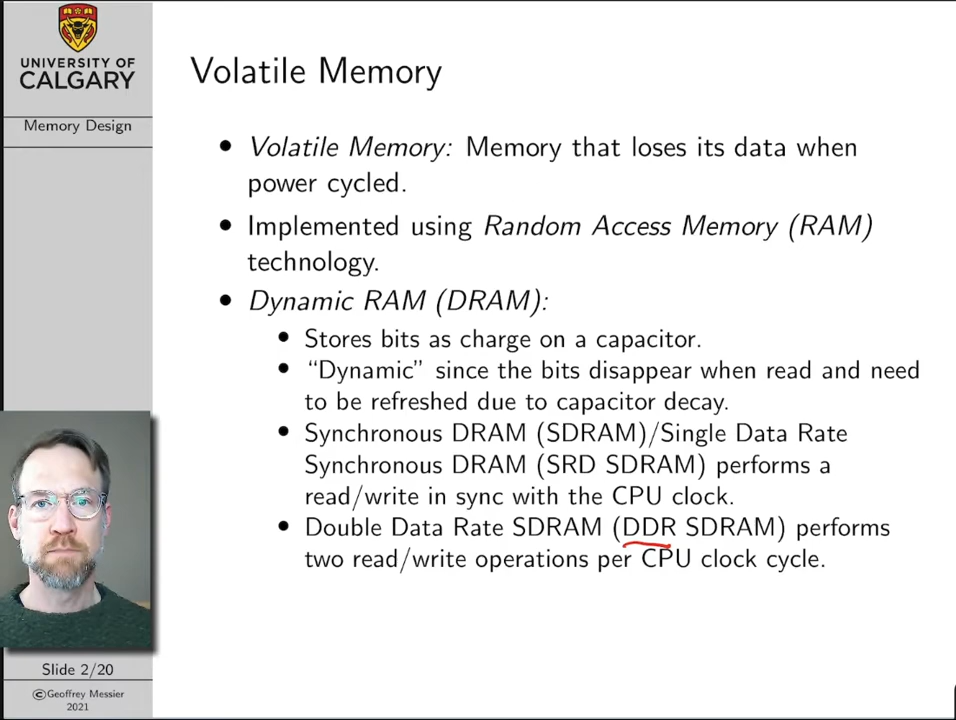 UNIVERSITY OF
CALGARY
Memory Design
Volatile Memory
• Volatile Memory: Memory that loses its data when
power cycled.
• Implemented using Random Access Memory (RAM)
technology.
• Dynamic RAM (DRAM):
• Stores bits as charge on a capacitor.
• “Dynamic” since the bits disappear when read and need
to be refreshed due to capacitor decay.
• Synchronous DRAM (SDRAM)/Single Data Rate
Synchronous DRAM (SRD SDRAM) performs a
read/write in sync with the CPU clock.
• Double Data Rate SDRAM (DDR SDRAM) performs
two read/write operations per CPU clock cycle.
Slide 2/20
©Geoffrey Messier
2021